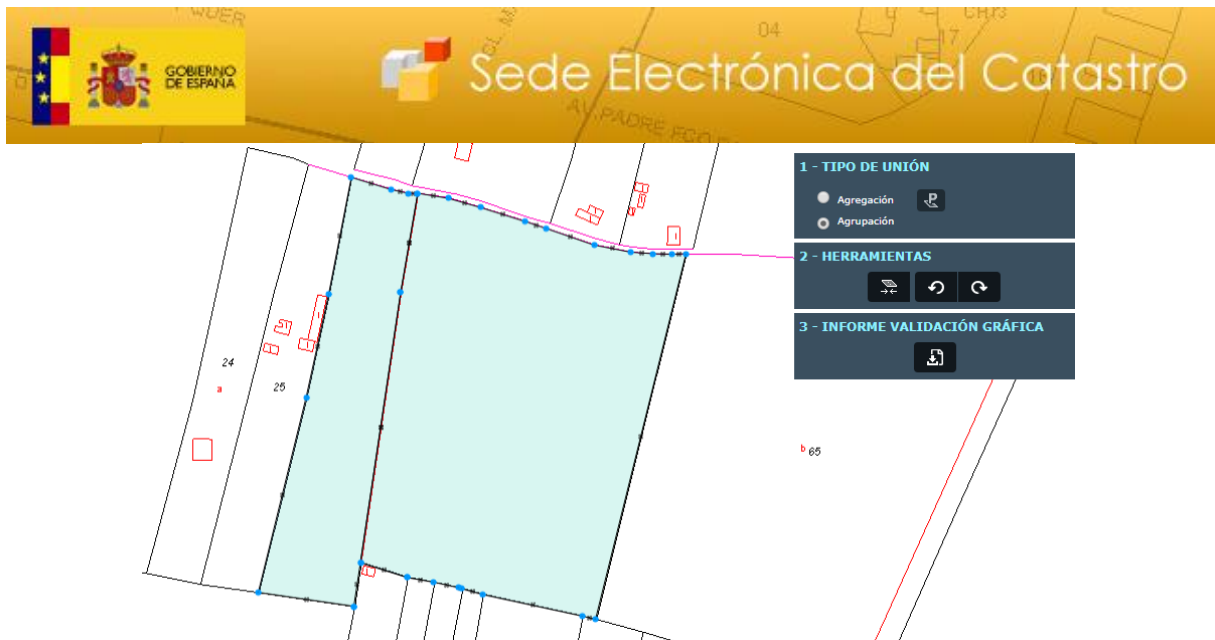 GOBIERNO
DE ESPAÑA
Sede Electrónica del Catastro
04
17
AV.PADRE FCO
1 - TIPO DE UNIÓN
Agregación
P
Agrupación
2 - HERRAMIENTAS
3 - INFORME VALIDACIÓN GRÁFICA
24
a
25
b 65